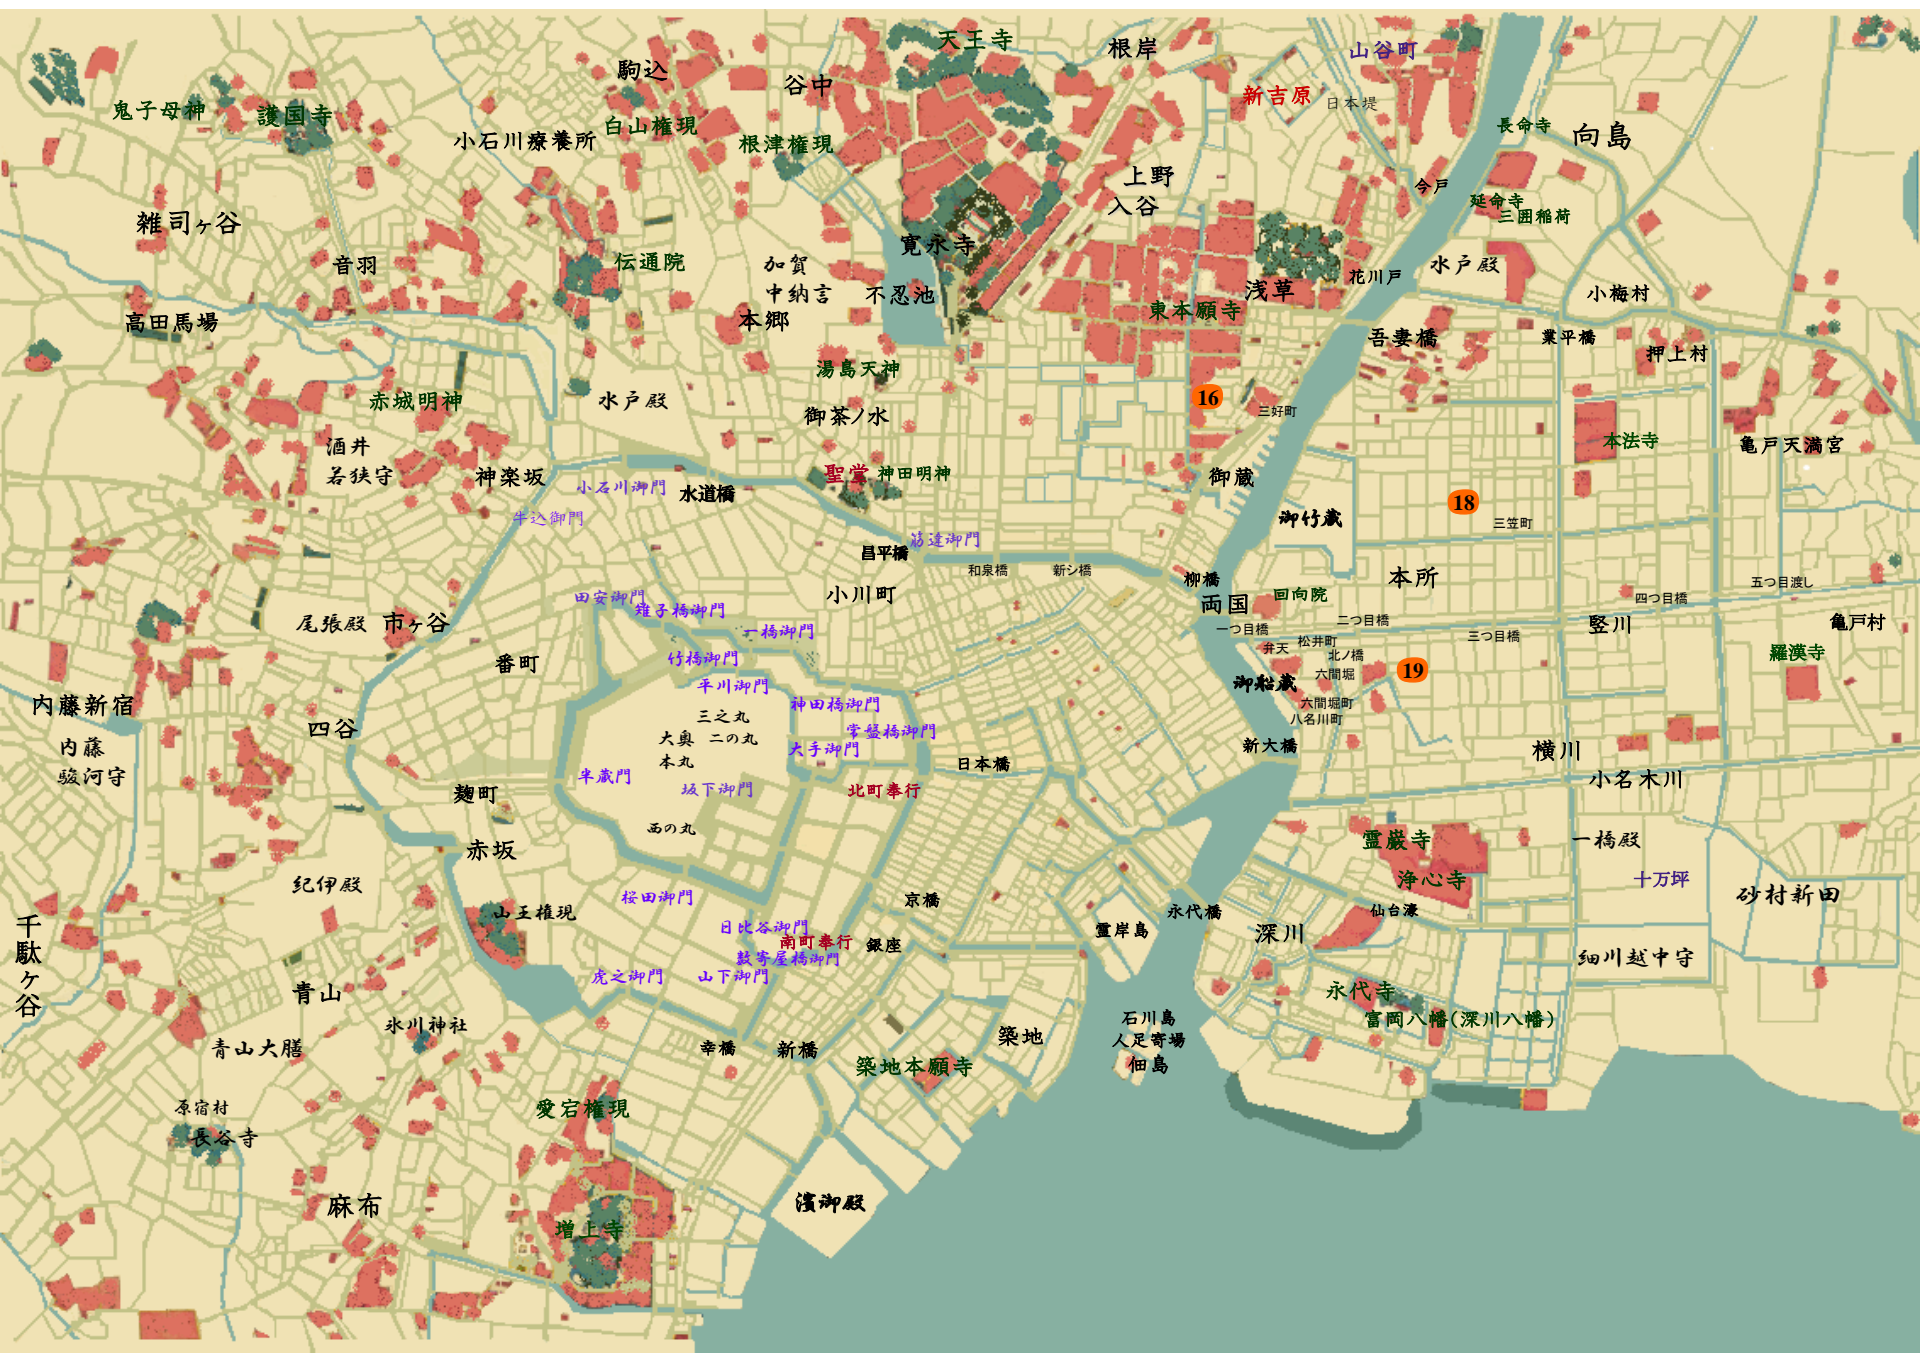 天王寺
根岸
山谷町
駒込
谷中
新吉原
日本堤
鬼子母神
護国寺
白山権現
小石川療養所
根津権現
長命寺
向島
上野
入谷
今戸
延命寺
三囲稲荷
雑司ヶ谷
音羽
伝通院
加賀
中納言
寛永寺
不忍池
浅草
花川戸
水戸殿
小梅村
高田馬場
本郷
東本願寺
吾妻橋
業平橋
押上村
湯島天神
赤城明神
水戸殿
御茶ノ水
16
三好町
本法寺
亀戸天満宮
酒井
若狭守
神楽坂
小石川御門
水道橋
聖堂
神田明神
御蔵
牛込御門
御竹蔵
18
三笠町
筋違御門
昌平橋
和泉橋
新シ橋
柳橋
本所
五つ目渡し
田安御門
雉子橋御門
小川町
両国
回向院
四つ目橋
尾張殿
市ヶ谷
一橋御門
一つ目橋
二つ目橋
三つ目橋
竪川
亀戸村
番町
竹橋御門
弁天
松井町
北ノ橋
羅漢寺
平川御門
御船蔵
六間堀
19
内藤新宿
神田橋御門
六間堀町
八名川町
三之丸
四谷
大奥
二の丸
常盤橋御門
大手御門
内藤
駿河守
本丸
日本橋
新大橋
横川
半蔵門
坂下御門
北町奉行
小名木川
麹町
西の丸
赤坂
霊巌寺
一橋殿
浄心寺
十万坪
紀伊殿
桜田御門
京橋
砂村新田
山王権現
永代橋
仙台濠
日比谷御門
南町奉行
銀座
霊岸島
深川
千駄ヶ谷
数寄屋橋御門
細川越中守
虎之御門
山下御門
青山
永代寺
氷川神社
石川島
人足寄場
佃島
富岡八幡(深川八幡)
青山大膳
幸橋
新橋
築地
築地本願寺
原宿村
長谷寺
愛宕権現
麻布
濱御殿
増上寺